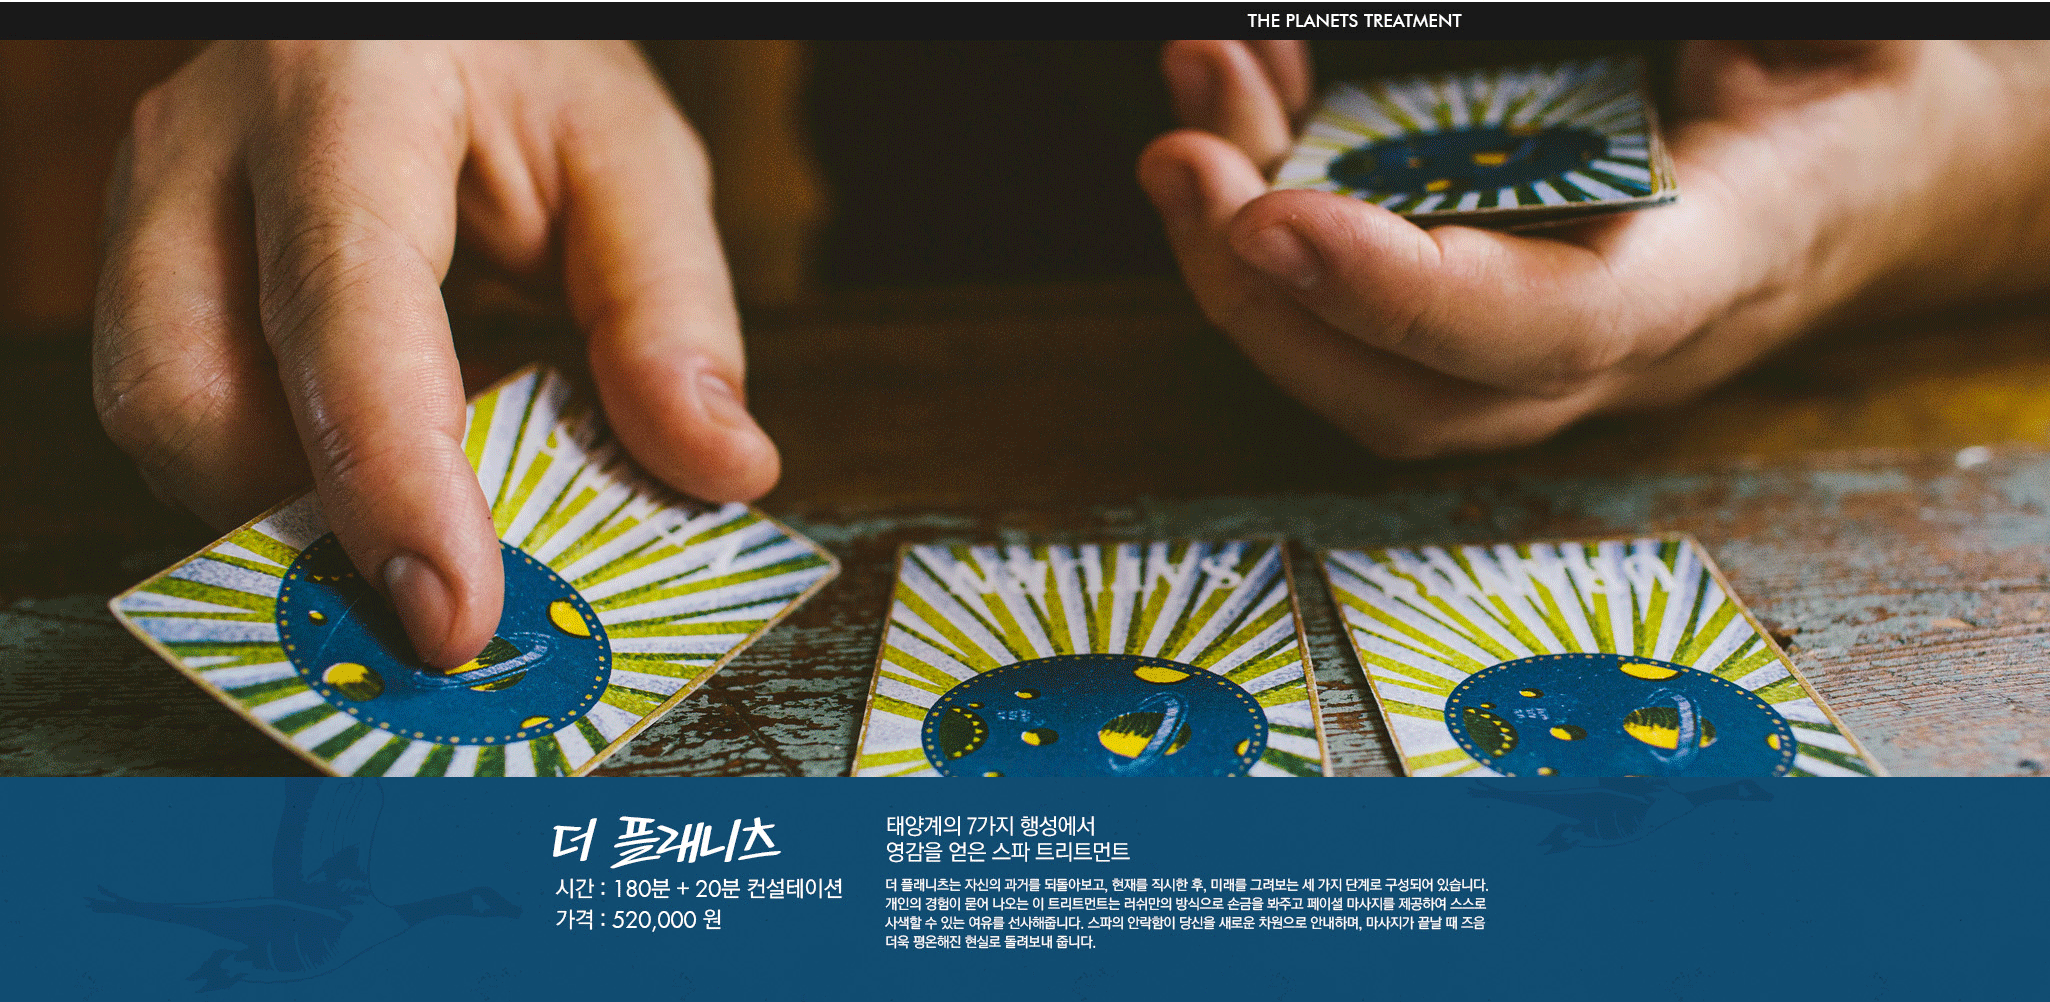 THE PLANETS TREATMENT
SATURN
URANUS
더 플래니츠
시간 : 180분 + 20분 컨설테이션
가격 : 520,000 원
태양계의 7가지 행성에서
영감을 얻은 스파 트리트먼트
더 플래니츠는 자신의 과거를 되돌아보고, 현재를 직시한 후, 미래를 그려보는 세 가지 단계로 구성되어 있습니다.
개인의 경험이 묻어 나오는 이 트리트먼트는 러쉬만의 방식으로 손금을 봐주고 페이셜 마사지를 제공하여 스스로
사색할 수 있는 여유를 선사해줍니다. 스파의 안락함이 당신을 새로운 차원으로 안내하며, 마사지가 끝날 때 즈음
더욱 평온해진 현실로 돌려보내 줍니다.